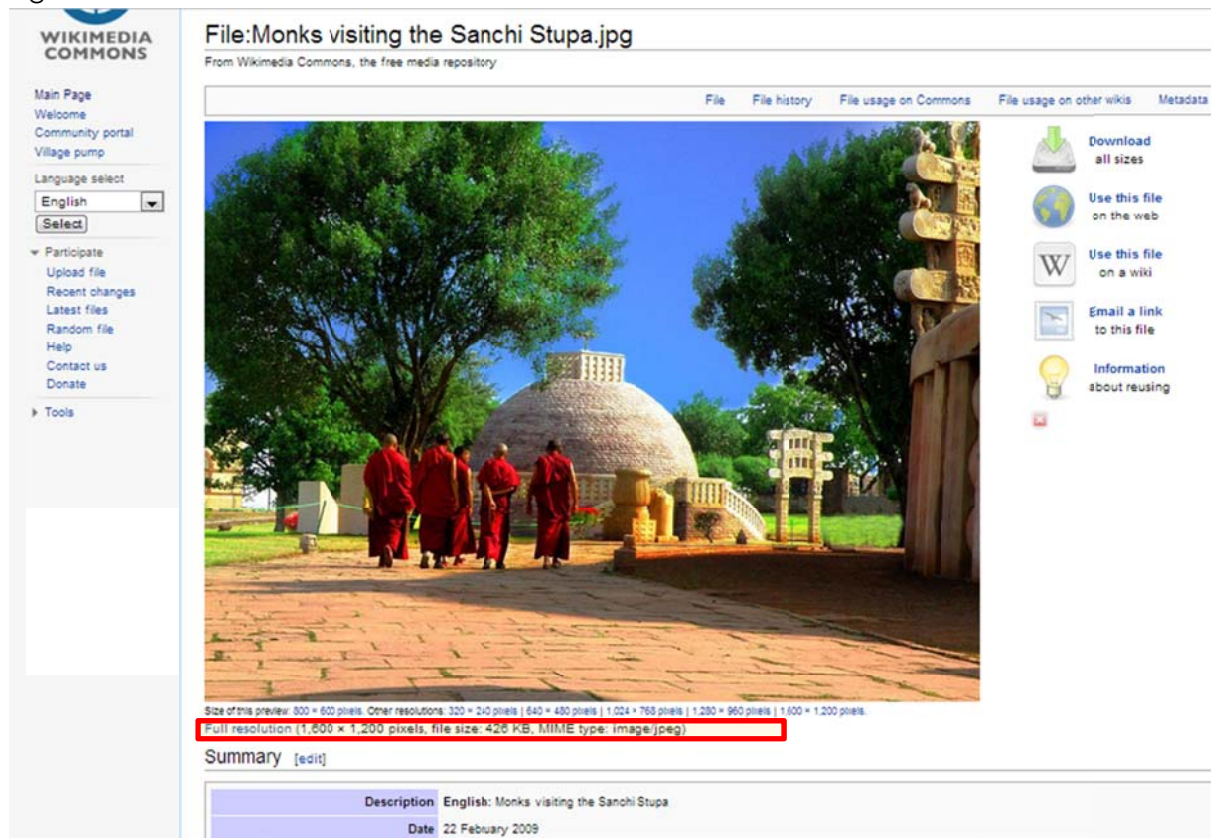 WIKIMEDIA
COMMONS
Main Page
Welcome
Community portal
Village pump
Language select
English
Select
Participate
Upload file
Recent changes
Latest files
Random file
Help
Contact us
Donate
Tools
File:Monks visiting the Sanchi Stupa.jpg
From Wikimedia Commons, the free media repository
File File history File usage on Commons File usage on other wikis Metadata
Download
all sizes
Use this file
on the web
W
Use this file
on a wiki
Email a link
to this file
Information
about reusing
Size of this preview: 800 × 600 pixels. Other resolutions: 320 × 240 pixels | 640 × 480 pixels | 1,024 × 768 pixels | 1,280 × 960 pixels | 1,600 × 1,200 pixels.
Full resolution (1,600 × 1,200 pixels, file size: 426 KB, MIME type: image/jpeg)
Summary [edit]
Description English: Monks visiting the Sanchi Stupa
Date 22 Febuary 2009